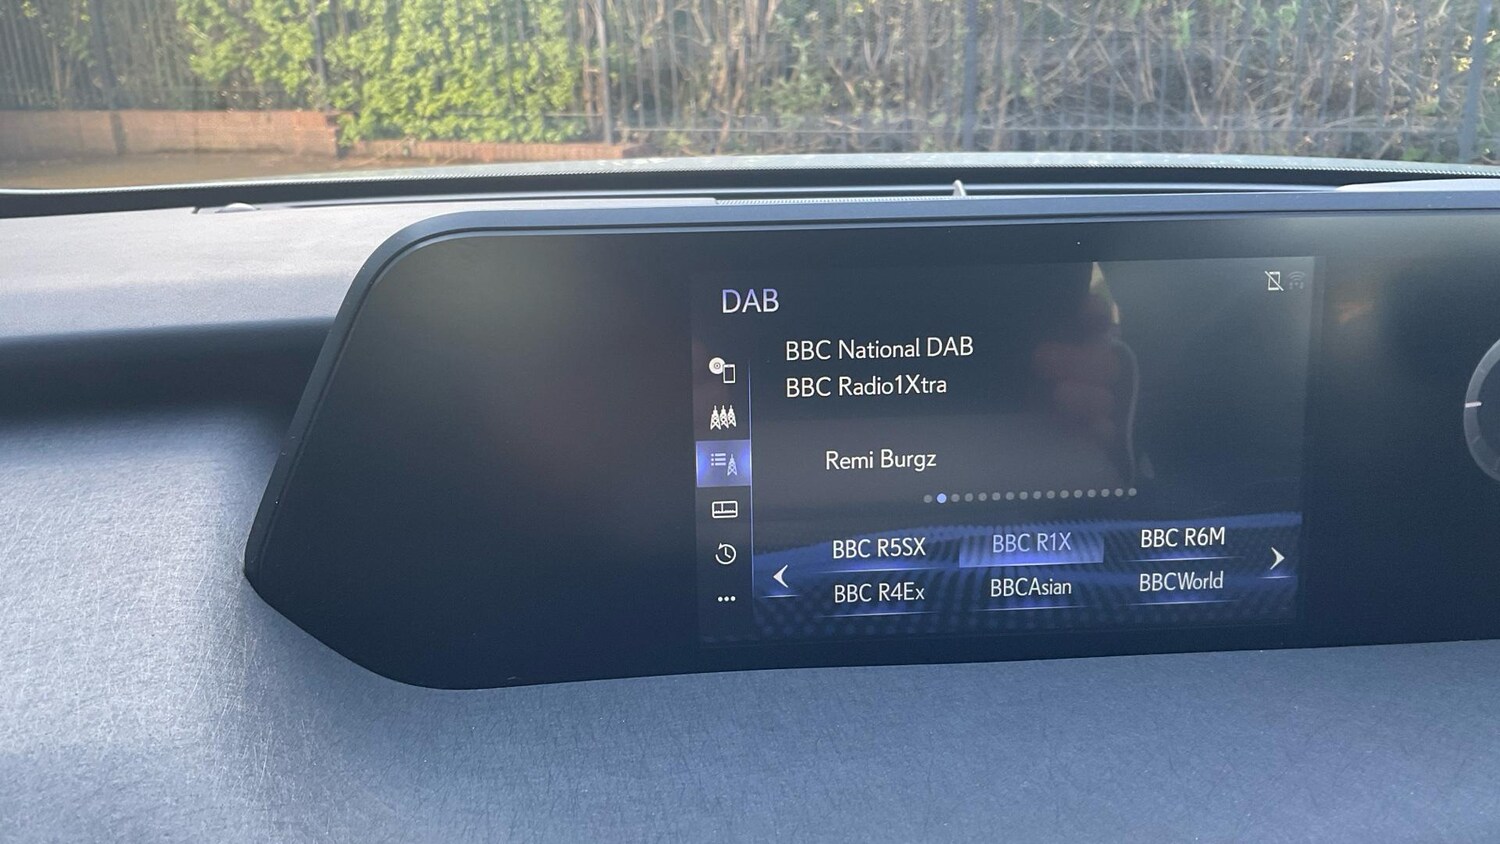 DAB
BBC National DAB
BBC Radio1Xtra
Remi Burgz
BBC R5SX BBC R1X BBC R6M
BBC R4Ex BBCAsian BBCWorld